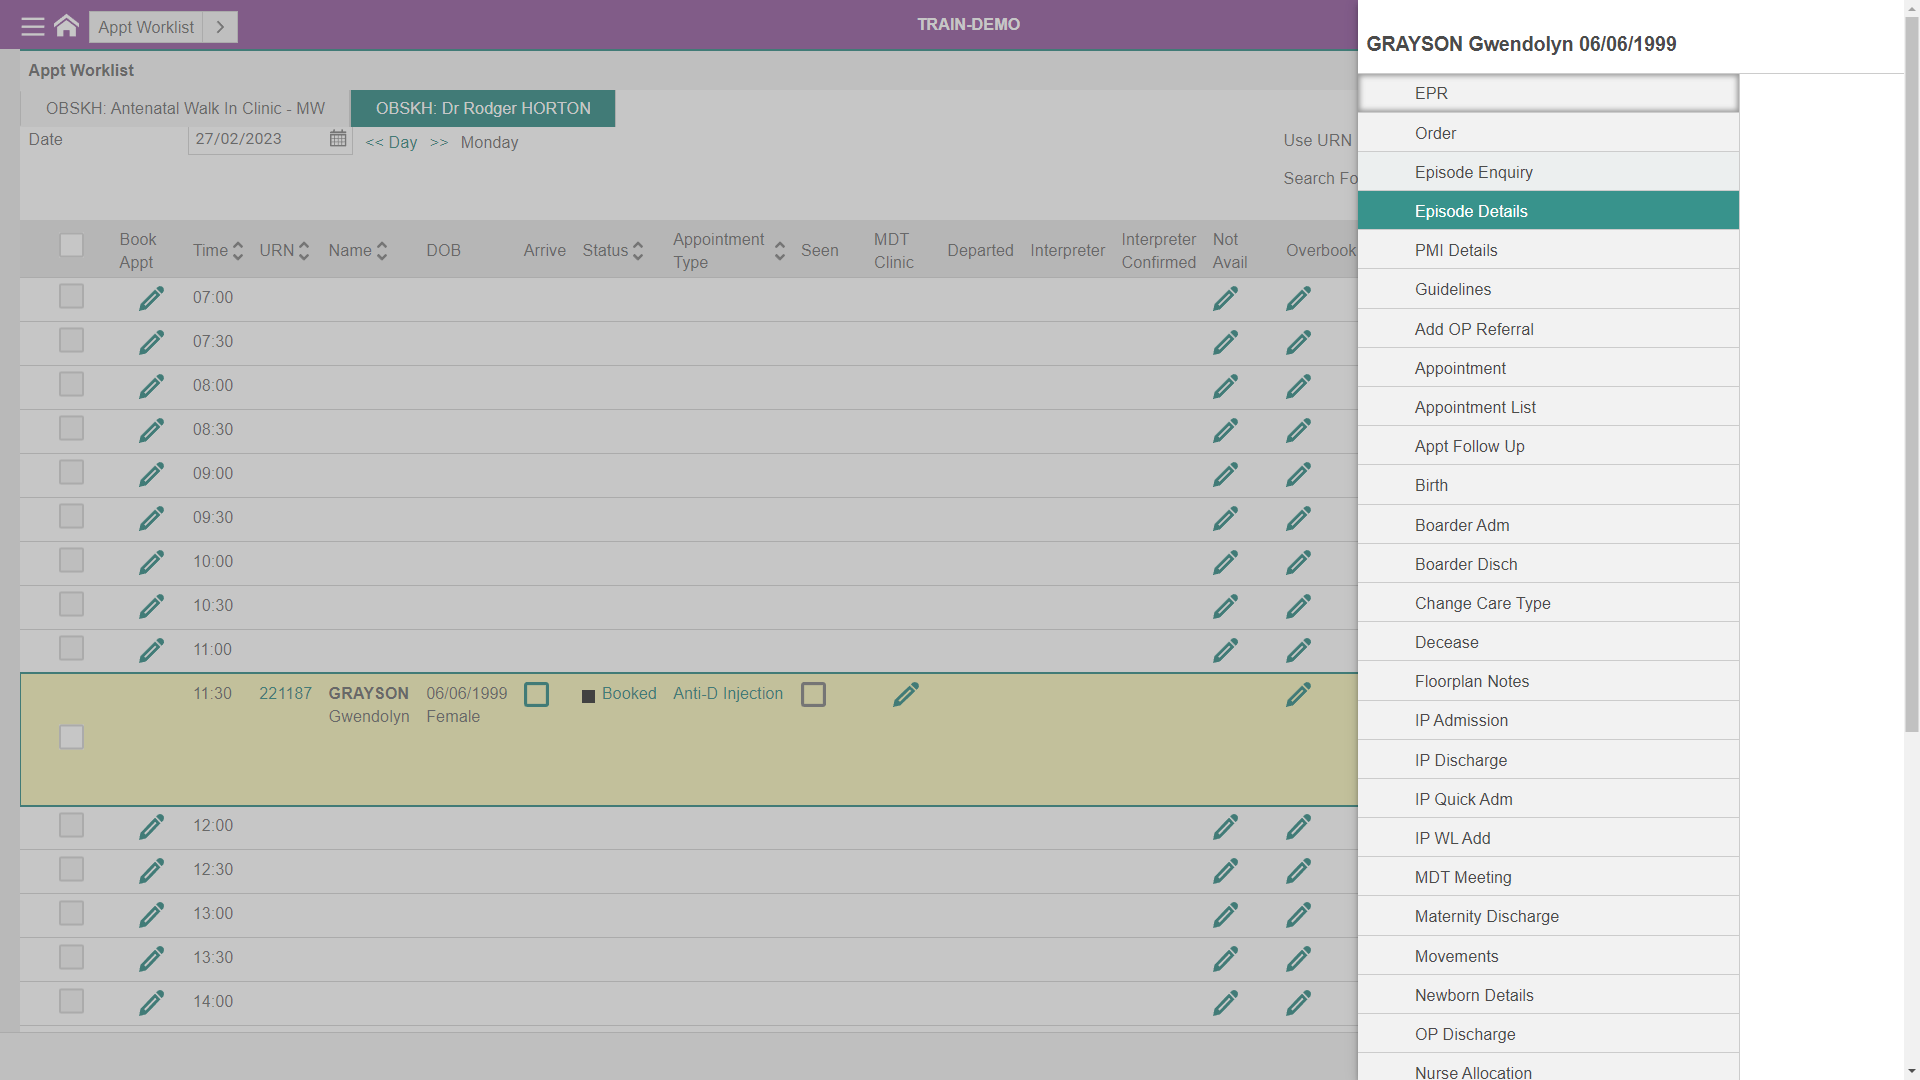 Appt Worklist
TRAIN-DEMO
Appt Worklist
OBSKH: Antenatal Walk In Clinic - MW
OBSKH: Dr Rodger HORTON
Date
27/02/2023
<< Day >> Monday
Use URN
Search Fo
Book Appt
Time
URN
Name
DOB
Arrive
Status
Appointment Type
Seen
MDT Clinic
Departed
Interpreter
Interpreter Confirmed
Not Avail
Overbook
07:00
07:30
08:00
08:30
09:00
09:30
10:00
10:30
11:00
11:30 221187 GRAYSON 06/06/1999 Booked Anti-D Injection
Gwendolyn Female
12:00
12:30
13:00
13:30
14:00
GRAYSON Gwendolyn 06/06/1999
EPR
Order
Episode Enquiry
Episode Details
PMI Details
Guidelines
Add OP Referral
Appointment
Appointment List
Appt Follow Up
Birth
Boarder Adm
Boarder Disch
Change Care Type
Decease
Floorplan Notes
IP Admission
IP Discharge
IP Quick Adm
IP WL Add
MDT Meeting
Maternity Discharge
Movements
Newborn Details
OP Discharge
Nurse Allocation